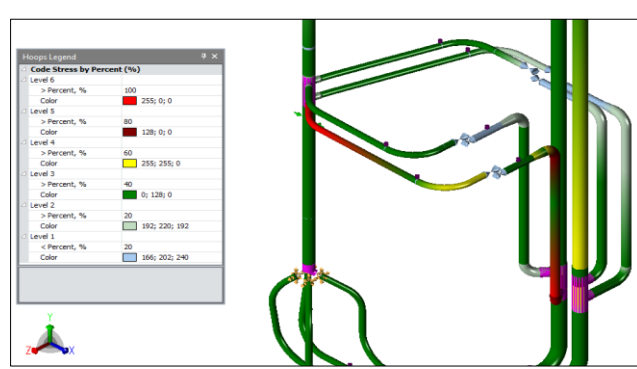 Hoops Legend
Code Stress by Percent (%)
Level 6
> Percent, % 100
Color 255; 0; 0
Level 5
> Percent, % 80
Color 128; 0; 0
Level 4
> Percent, % 60
Color 255; 255; 0
Level 3
> Percent, % 40
Color 0; 128; 0
Level 2
> Percent, % 20
Color 192; 220; 192
Level 1
< Percent, % 20
Color 166; 202; 240
Y
Z X